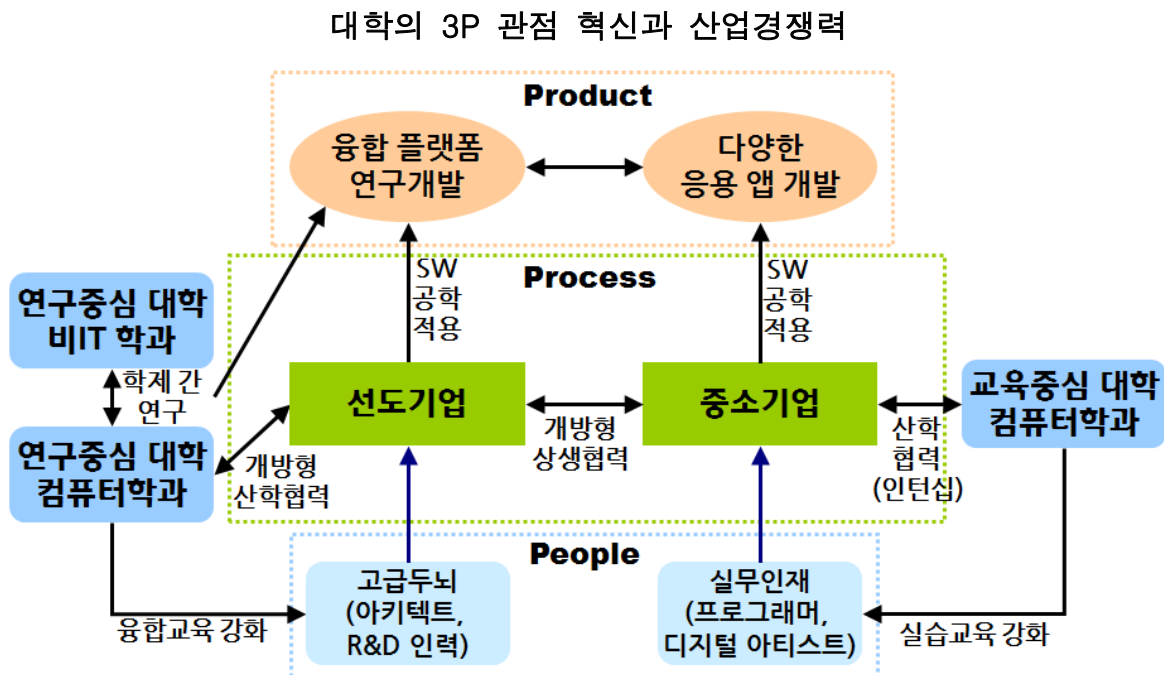 대학의 3P 관점 혁신과 산업경쟁력
Product
융합 플랫폼
연구개발
다양한
응용 앱 개발
Process
SW
공학
적용
SW
공학
적용
연구중심 대학
비IT 학과
학제 간
연구
연구중심 대학
컴퓨터학과
개방형
산학협력
선도기업
개방형
상생협력
중소기업
산학
협력
(인턴십)
교육중심 대학
컴퓨터학과
People
고급두뇌
(아키텍트,
R&D 인력)
실무인재
(프로그래머,
디지털 아티스트)
융합교육 강화
실습교육 강화